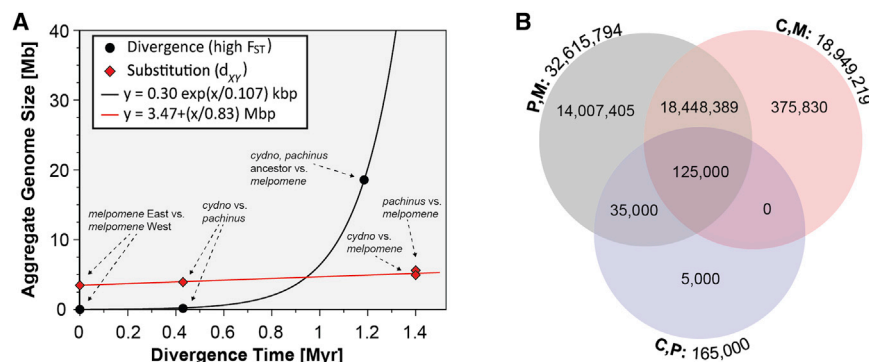 A
Aggregate Genome Size [Mb]
40
30
20
10
5
0
Divergence (high FST)
Substitution (dXY)
y = 0.30 exp(x/0.107) kbp
y = 3.47+(x/0.83) Mbp
cydno, pachinus
ancestor vs.
melpomene
melpomene East vs.
melpomene West
cydno vs.
pachinus
pachinus vs.
melpomene
cydno vs.
melpomene
0 0.2 0.4 0.6 0.8 1 1.2 1.4
Divergence Time [Myr]
B
P,M: 32,615,794
C,M: 18,949,219
14,007,405
18,448,389
375,830
125,000
35,000
0
5,000
C,P: 165,000